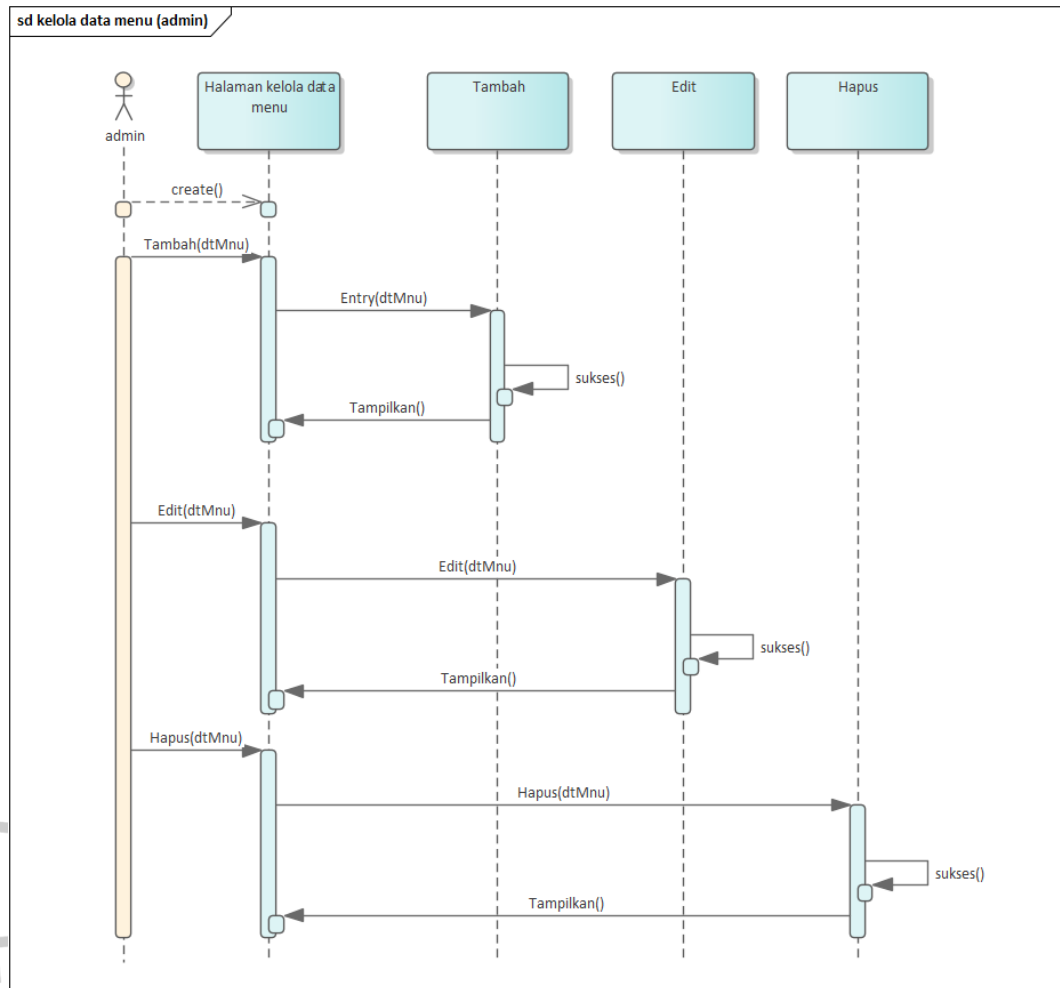 sd kelola data menu (admin)
Halaman kelola data
menu
Tambah
Edit
Hapus
admin
create()
Tambah(dtMnu)
Entry(dtMnu)
sukses()
Tampilkan()
Edit(dtMnu)
Edit(dtMnu)
sukses()
Tampilkan()
Hapus(dtMnu)
Hapus(dtMnu)
sukses()
Tampilkan()